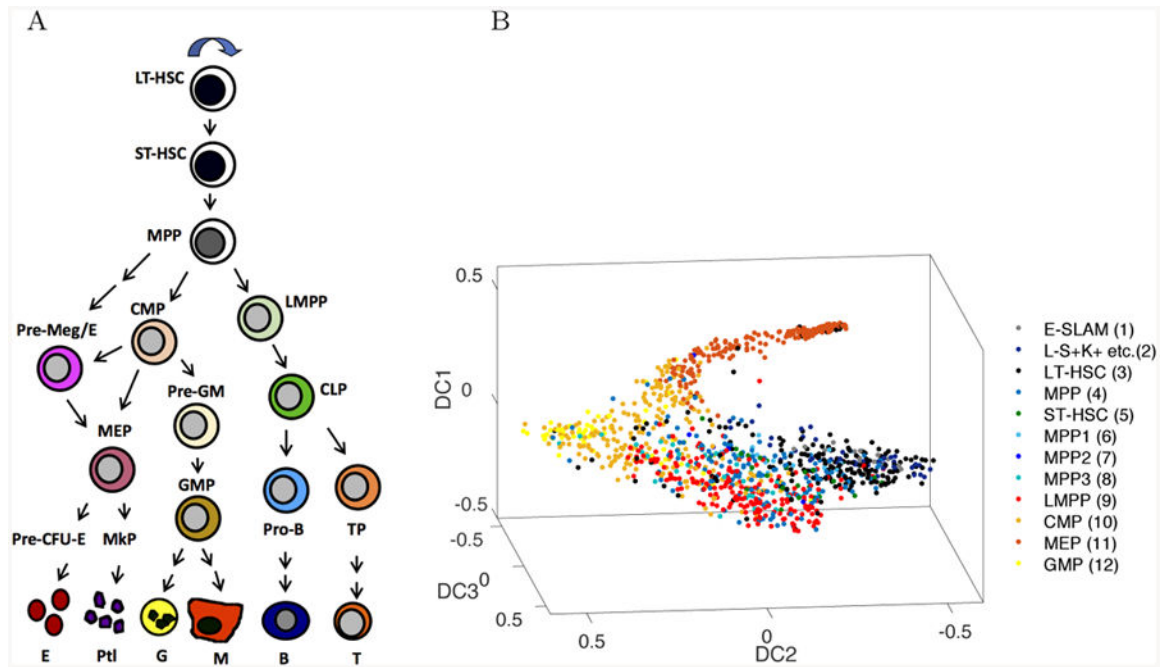 A
LT-HSC
ST-HSC
MPP
CMP
LMPP
Pre-Meg/E
Pre-GM
CLP
MEP
GMP
Pro-B
TP
Pre-CFU-E
MkP
E
Ptl
G
M
B
T
B
0.5
0
-0.5
DC1
-0.5
0
0.5
DC3
0.5
0
-0.5
DC2
E-SLAM (1)
L-S+K+ etc.(2)
LT-HSC (3)
MPP (4)
ST-HSC (5)
MPP1 (6)
MPP2 (7)
MPP3 (8)
LMPP (9)
CMP (10)
MEP (11)
GMP (12)